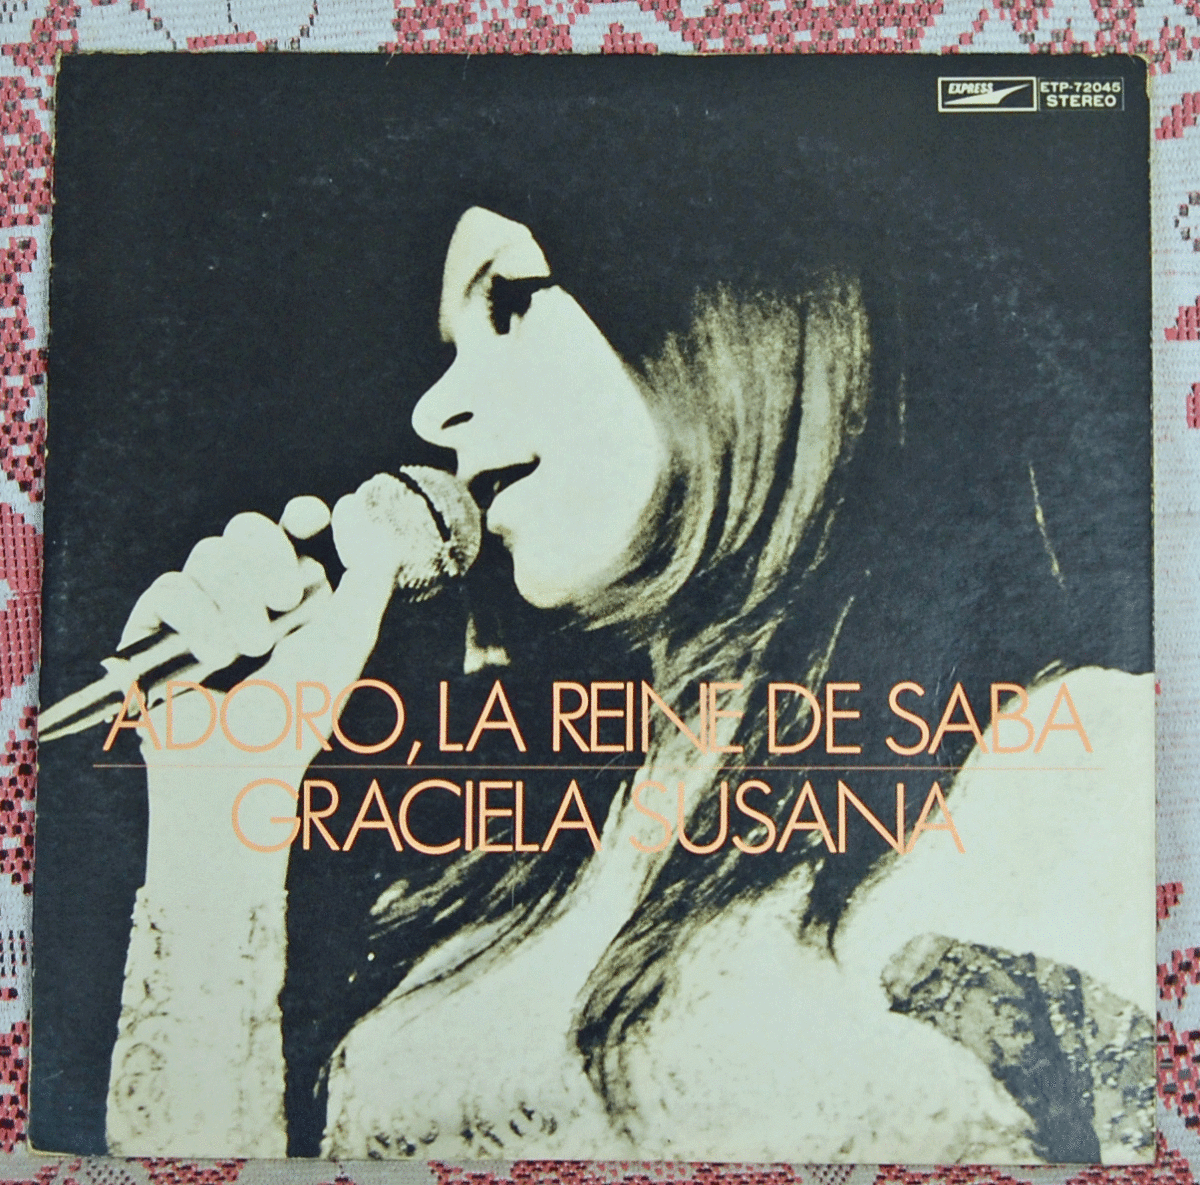 EXPRESS
ETP-72045
STEREO
ADORO, LA REINE DE SABA
GRACIELA SUSANA